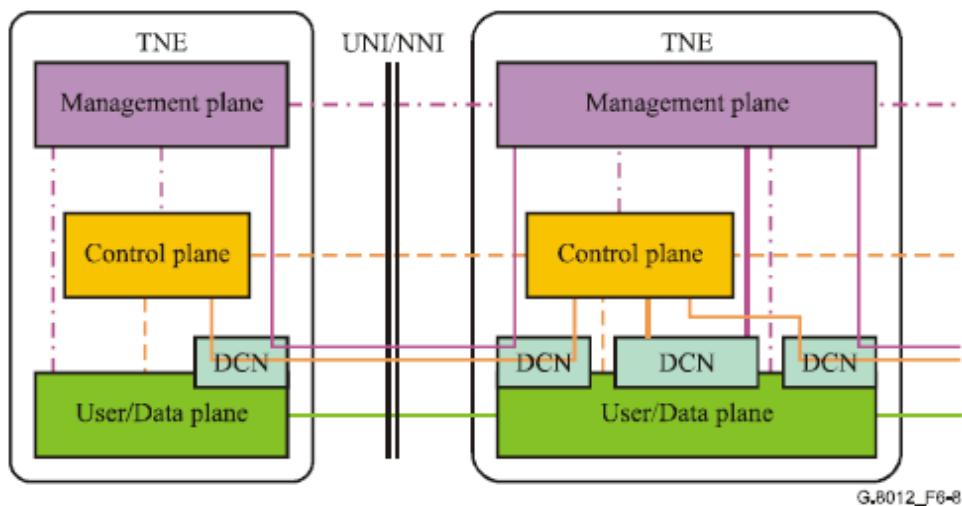 TNE
UNI/NNI
TNE
Management plane
Management plane
Control plane
Control plane
DCN
DCN
DCN
DCN
User/Data plane
User/Data plane
G.8012_F6-8